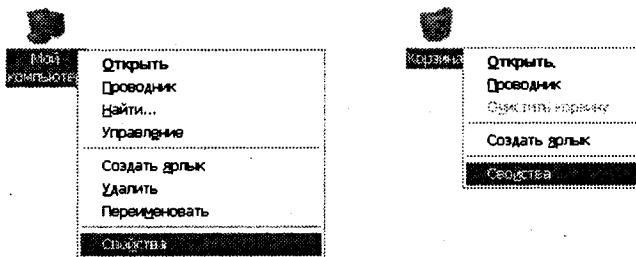 Мой
компьютер
Открыть
Проводник
Найти...
Управление
Создать ярлык
Удалить
Переименовать
Свойства
Корзина
Открыть.
Проводник
Очистить корзину
Создать ярлык
Свойства